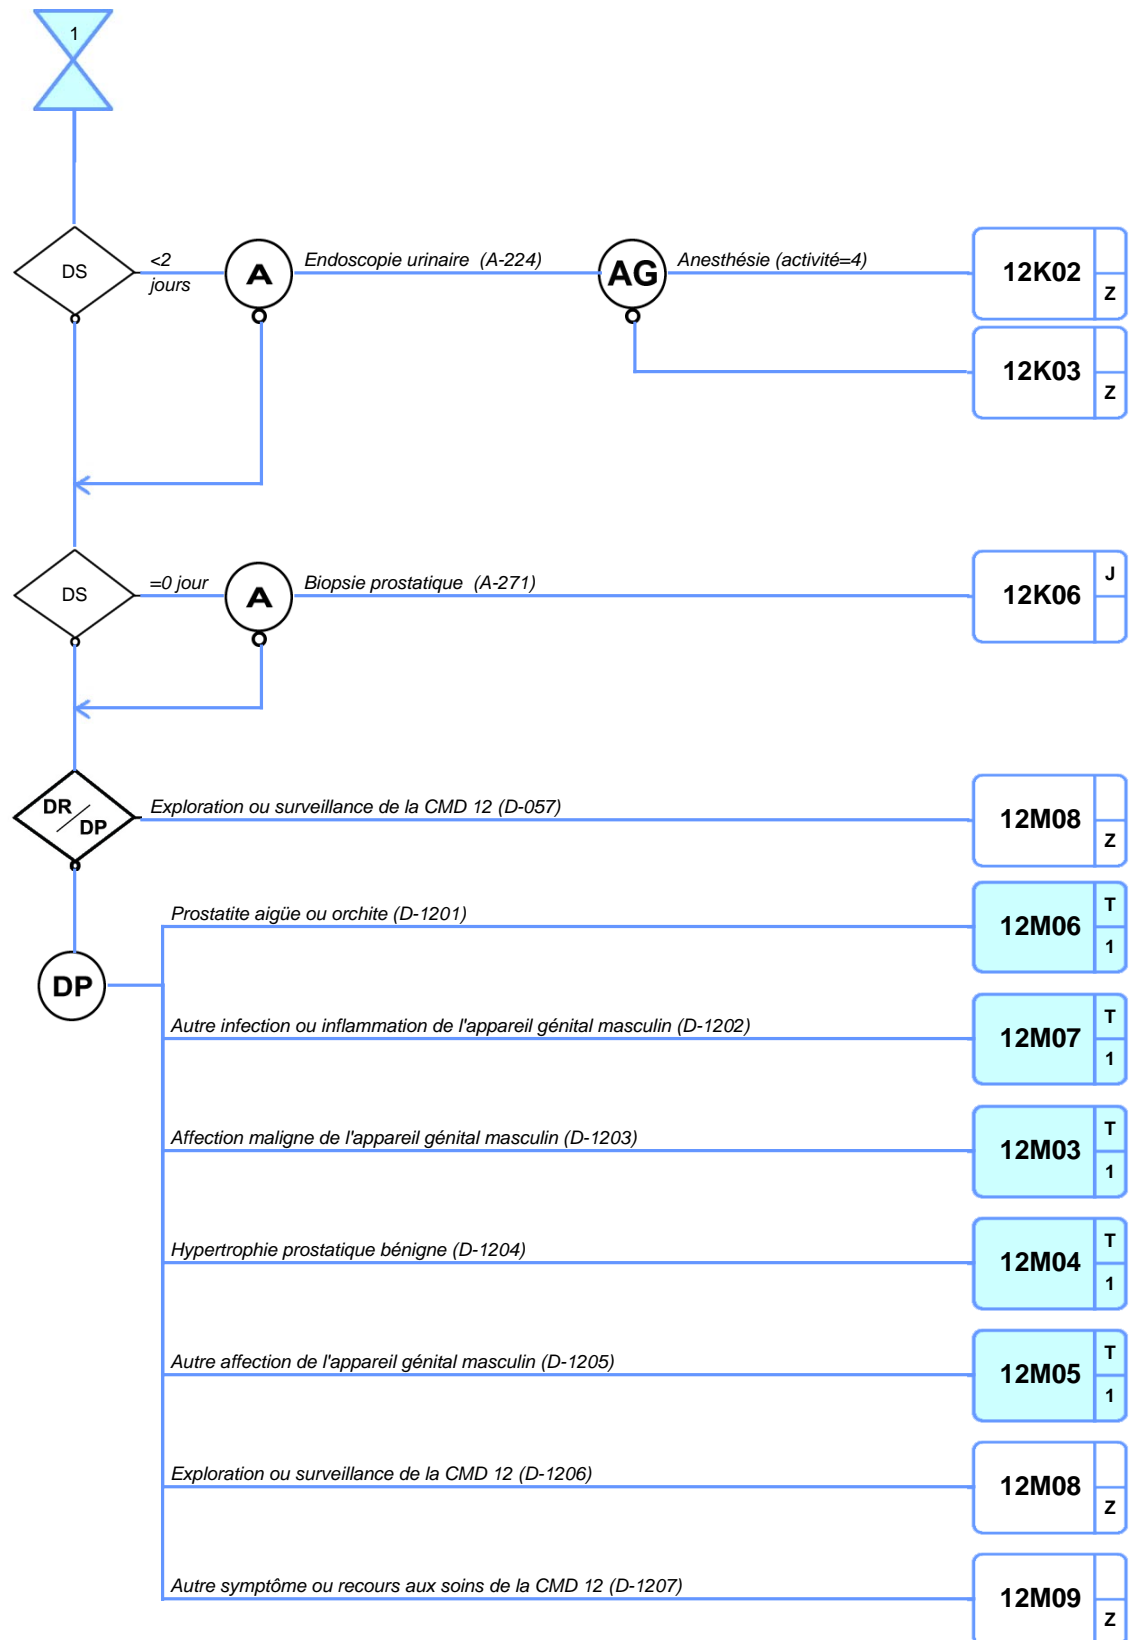 1
DS
<2
jours
A
Endoscopie urinaire (A-224)
AG
Anesthésie (activité=4)
12K02
Z
12K03
Z
DS
=0 jour
A
Biopsie prostatique (A-271)
12K06
J
DR
DP
Exploration ou surveillance de la CMD 12 (D-057)
12M08
Z
DP
Prostatite aigüe ou orchite (D-1201)
12M06
T
1
Autre infection ou inflammation de l'appareil génital masculin (D-1202)
12M07
T
1
Affection maligne de l'appareil génital masculin (D-1203)
12M03
T
1
Hypertrophie prostatique bénigne (D-1204)
12M04
T
1
Autre affection de l'appareil génital masculin (D-1205)
12M05
T
1
Exploration ou surveillance de la CMD 12 (D-1206)
12M08
Z
Autre symptôme ou recours aux soins de la CMD 12 (D-1207)
12M09
Z